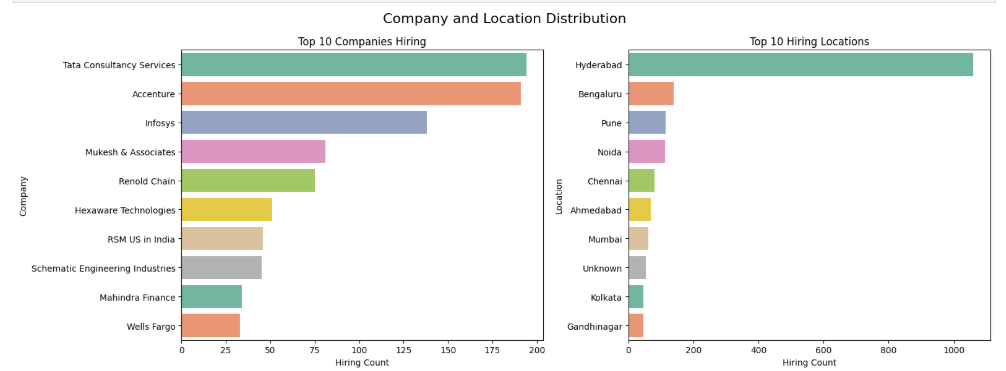 Company and Location Distribution
Top 10 Companies Hiring
Company
Tata Consultancy Services
Accenture
Infosys
Mukesh & Associates
Renold Chain
Hexaware Technologies
RSM US in India
Schematic Engineering Industries
Mahindra Finance
Wells Fargo
0 25 50 75 100 125 150 175 200
Hiring Count
Top 10 Hiring Locations
Location
Hyderabad
Bengaluru
Pune
Noida
Chennai
Ahmedabad
Mumbai
Unknown
Kolkata
Gandhinagar
0 200 400 600 800 1000
Hiring Count